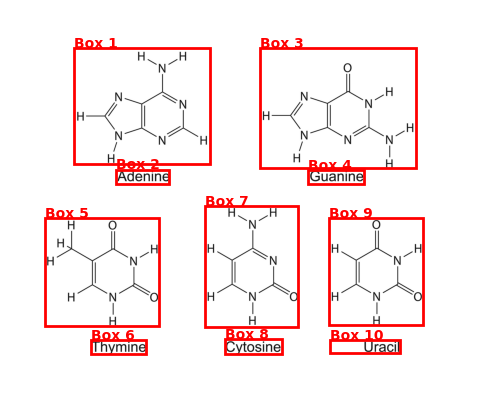 Box 1
Box 3
H H
N O
N N N N H
H H
N N H N N N H
H H H
Box 2 Box 4
Adenine Guanine
Box 5 Box 7 Box 9
H O H H O
H N
H N H H N H N H
H N O H N O H N O
H H H
Box 6 Box 8 Box 10
Thymine Cytosine Uracil